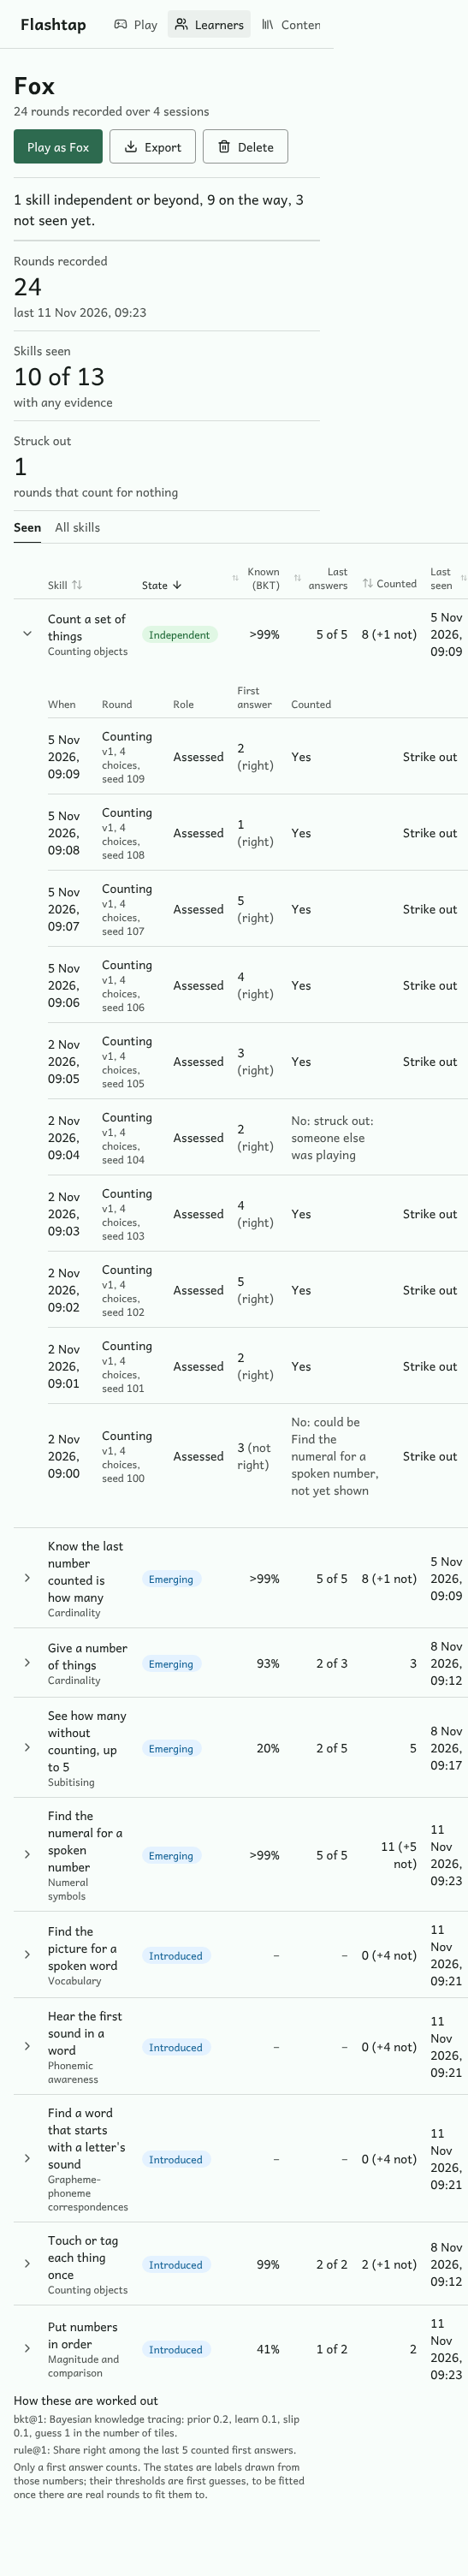 Flashtap Play Learners Conten
Fox
24 rounds recorded over 4 sessions
Play as Fox Export Delete
1 skill independent or beyond, 9 on the way, 3
not seen yet.
Rounds recorded
24
last 11 Nov 2026, 09:23
Skills seen
10 of 13
with any evidence
Struck out
1
rounds that count for nothing
Seen All skills
Skill State Known (BKT) Last answers Counted Last seen
Count a set of things
Counting objects
Independent >99% 5 of 5 8 (+1 not) 5 Nov 2026, 09:09
When Round Role First answer Counted
5 Nov 2026, 09:09 Counting v1, 4 choices, seed 109 Assessed 2 (right) Yes Strike out
5 Nov 2026, 09:08 Counting v1, 4 choices, seed 108 Assessed 1 (right) Yes Strike out
5 Nov 2026, 09:07 Counting v1, 4 choices, seed 107 Assessed 5 (right) Yes Strike out
5 Nov 2026, 09:06 Counting v1, 4 choices, seed 106 Assessed 4 (right) Yes Strike out
2 Nov 2026, 09:05 Counting v1, 4 choices, seed 105 Assessed 3 (right) Yes Strike out
2 Nov 2026, 09:04 Counting v1, 4 choices, seed 104 Assessed 2 (right) No: struck out: someone else was playing
2 Nov 2026, 09:03 Counting v1, 4 choices, seed 103 Assessed 4 (right) Yes Strike out
2 Nov 2026, 09:02 Counting v1, 4 choices, seed 102 Assessed 5 (right) Yes Strike out
2 Nov 2026, 09:01 Counting v1, 4 choices, seed 101 Assessed 2 (right) Yes Strike out
2 Nov 2026, 09:00 Counting v1, 4 choices, seed 100 Assessed 3 (not right) No: could be Find the numeral for a spoken number, not yet shown Strike out
Know the last number counted is how many
Cardinality
Emerging >99% 5 of 5 8 (+1 not) 5 Nov 2026, 09:09
Give a number of things
Cardinality
Emerging 93% 2 of 3 3 8 Nov 2026, 09:12
See how many without counting, up to 5
Subitising
Emerging 20% 2 of 5 5 8 Nov 2026, 09:17
Find the numeral for a spoken number
Numeral symbols
Emerging >99% 5 of 5 11 (+5 not) 11 Nov 2026, 09:23
Find the picture for a spoken word
Vocabulary
Introduced – – 0 (+4 not) 11 Nov 2026, 09:21
Hear the first sound in a word
Phonemic awareness
Introduced – – 0 (+4 not) 11 Nov 2026, 09:21
Find a word that starts with a letter's sound
Grapheme-phoneme correspondences
Introduced – – 0 (+4 not) 11 Nov 2026, 09:21
Touch or tag each thing once
Counting objects
Introduced 99% 2 of 2 2 (+1 not) 8 Nov 2026, 09:12
Put numbers in order
Magnitude and comparison
Introduced 41% 1 of 2 2 11 Nov 2026, 09:23
How these are worked out
bkt@1: Bayesian knowledge tracing: prior 0.2, learn 0.1, slip
0.1, guess 1 in the number of tiles.
rule@1: Share right among the last 5 counted first answers.
Only a first answer counts. The states are labels drawn from
those numbers; their thresholds are first guesses, to be fitted
once there are real rounds to fit them to.